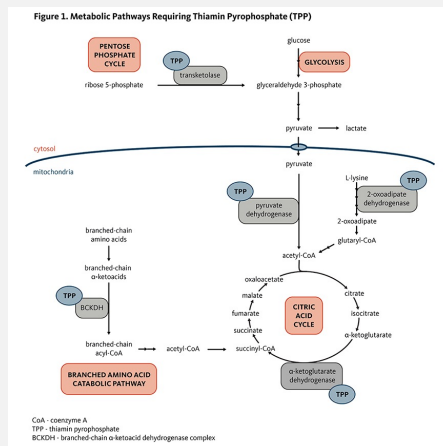 Figure 1. Metabolic Pathways Requiring Thiamin Pyrophosphate (TPP)
PENTOSE
PHOSPHATE
CYCLE
TPP
transketolase
glucose
GLYCOLYSIS
ribose 5-phosphate
glyceraldehyde 3-phosphate
pyruvate
lactate
cytosol
mitochondria
pyruvate
L-lysine
TPP
2-oxoadipate
dehydrogenase
TPP
pyruvate
dehydrogenase
2-oxoadipate
glutaryl-CoA
acetyl-CoA
branched-chain
amino acids
branched-chain
α-ketoacids
TPP
BCKDH
branched-chain
acyl-CoA
acetyl-CoA
succinyl-CoA
BRANCHED AMINO ACID
CATABOLIC PATHWAY
oxaloacetate
malate
fumarate
succinate
CITRIC
ACID
CYCLE
citrate
isocitrate
α-ketoglutarate
α-ketoglutarate
dehydrogenase
TPP
CoA - coenzyme A
TPP - thiamin pyrophosphate
BCKDH - branched-chain α-ketoacid dehydrogenase complex